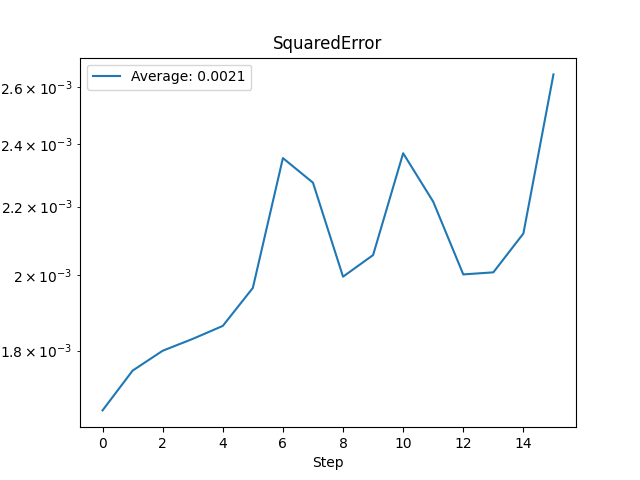 SquaredError
Average: 0.0021
2.6 × 10⁻³
2.4 × 10⁻³
2.2 × 10⁻³
2 × 10⁻³
1.8 × 10⁻³
0 2 4 6 8 10 12 14
Step